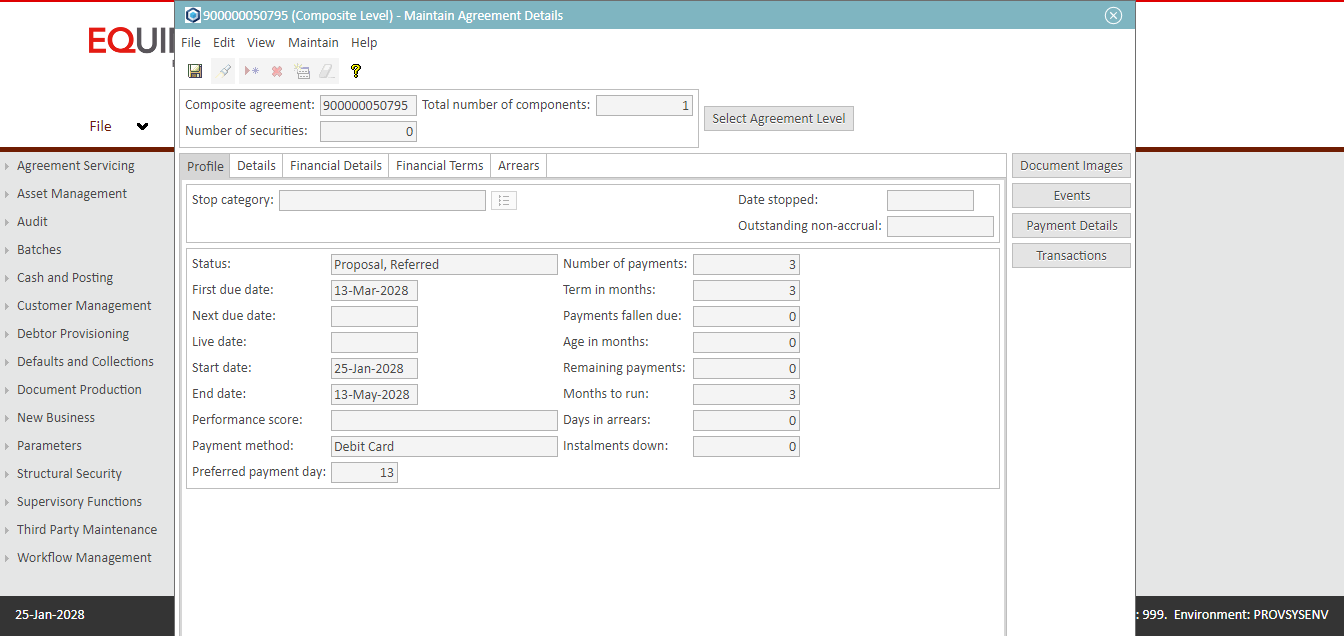 900000050795 (Composite Level) - Maintain Agreement Details
EQUI
File Edit View Maintain Help
Composite agreement: 900000050795 Total number of components: 1
Number of securities: 0
Select Agreement Level
File
Agreement Servicing
Asset Management
Audit
Batches
Cash and Posting
Customer Management
Debtor Provisioning
Defaults and Collections
Document Production
New Business
Parameters
Structural Security
Supervisory Functions
Third Party Maintenance
Workflow Management
Profile Details Financial Details Financial Terms Arrears
Stop category: Date stopped:
Outstanding non-accrual:
Status: Proposal, Referred Number of payments: 3
First due date: 13-Mar-2028 Term in months: 3
Next due date: Payments fallen due: 0
Live date: Age in months: 0
Start date: 25-Jan-2028 Remaining payments: 0
End date: 13-May-2028 Months to run: 3
Performance score: Days in arrears: 0
Payment method: Debit Card Instalments down: 0
Preferred payment day: 13
Document Images
Events
Payment Details
Transactions
25-Jan-2028
: 999. Environment: PROVSYSENV